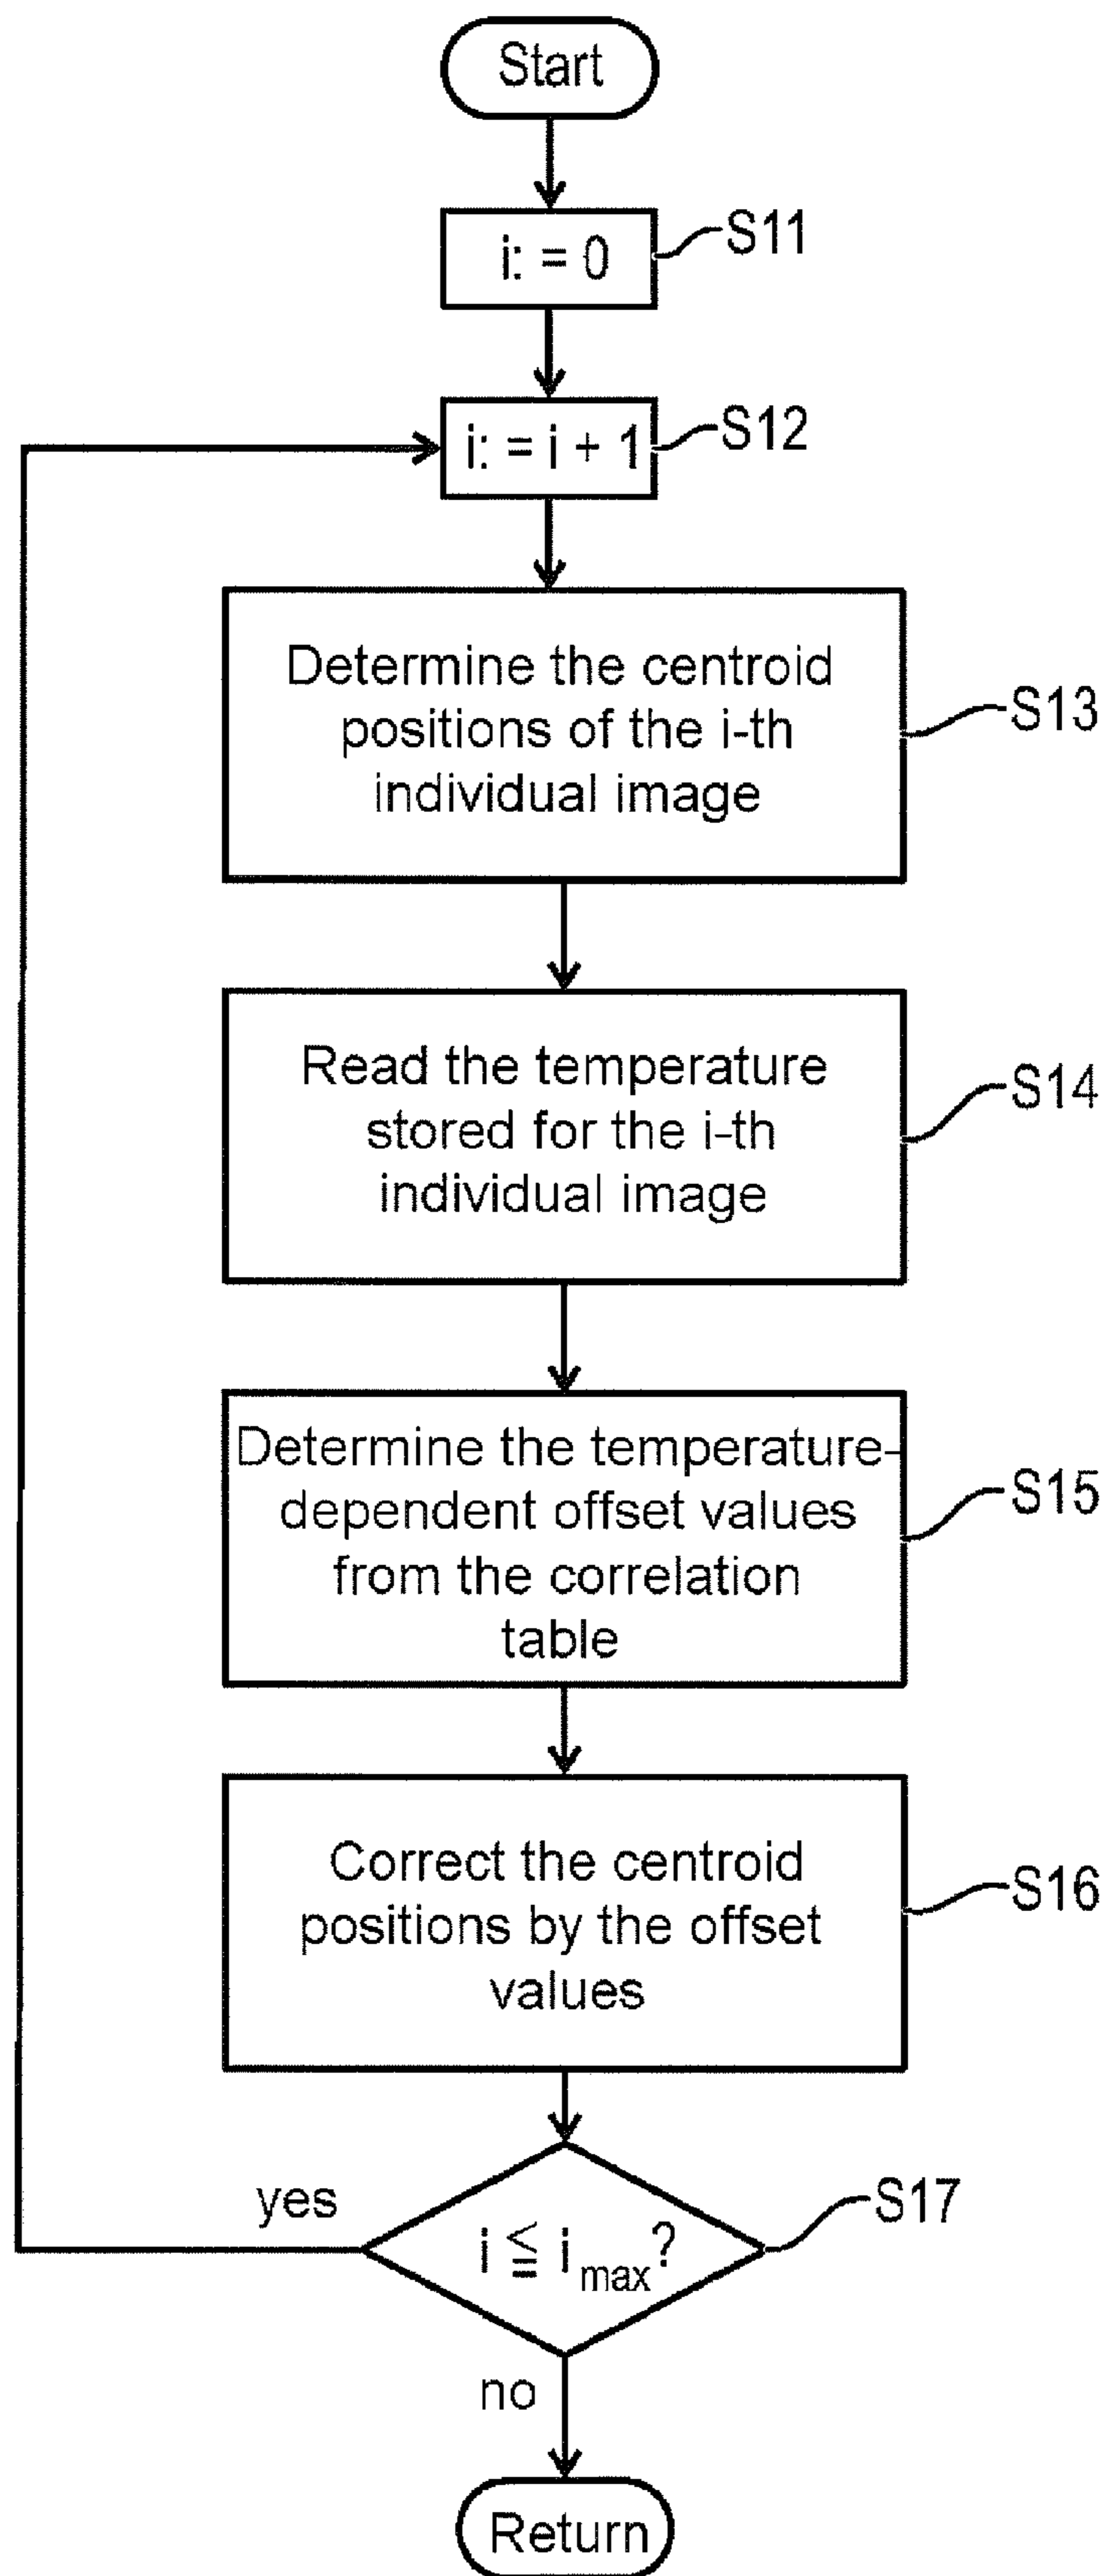 Start
i: = 0
S11
i: = i + 1
S12
Determine the centroid
positions of the i-th
individual image
S13
Read the temperature
stored for the i-th
individual image
S14
Determine the temperature-
dependent offset values
from the correlation
table
S15
Correct the centroid
positions by the offset
values
S16
yes
i ≦ imax?
S17
no
Return